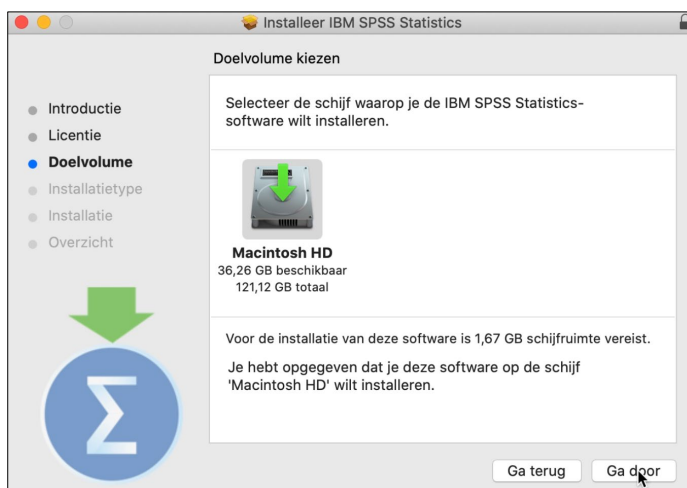 Installeer IBM SPSS Statistics
Doelvolume kiezen
Introductie
Licentie
Doelvolume
Installatietype
Installatie
Overzicht
Selecteer de schijf waarop je de IBM SPSS Statistics-
software wilt installeren.
Macintosh HD
36,26 GB beschikbaar
121,12 GB totaal
Voor de installatie van deze software is 1,67 GB schijfruimte vereist.
Je hebt opgegeven dat je deze software op de schijf
'Macintosh HD' wilt installeren.
Σ
Ga terug
Ga door